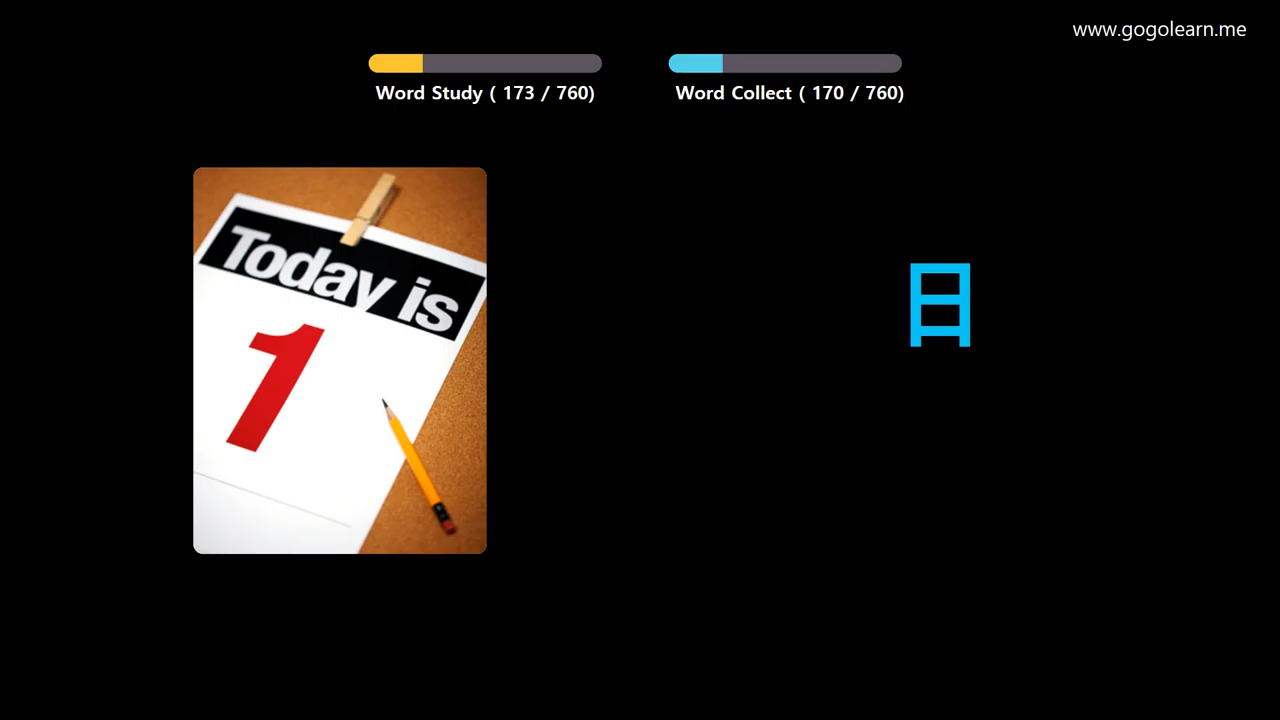 www.gogolearn.me
Word Study ( 173 / 760)
Word Collect ( 170 / 760)
Today is
1
日